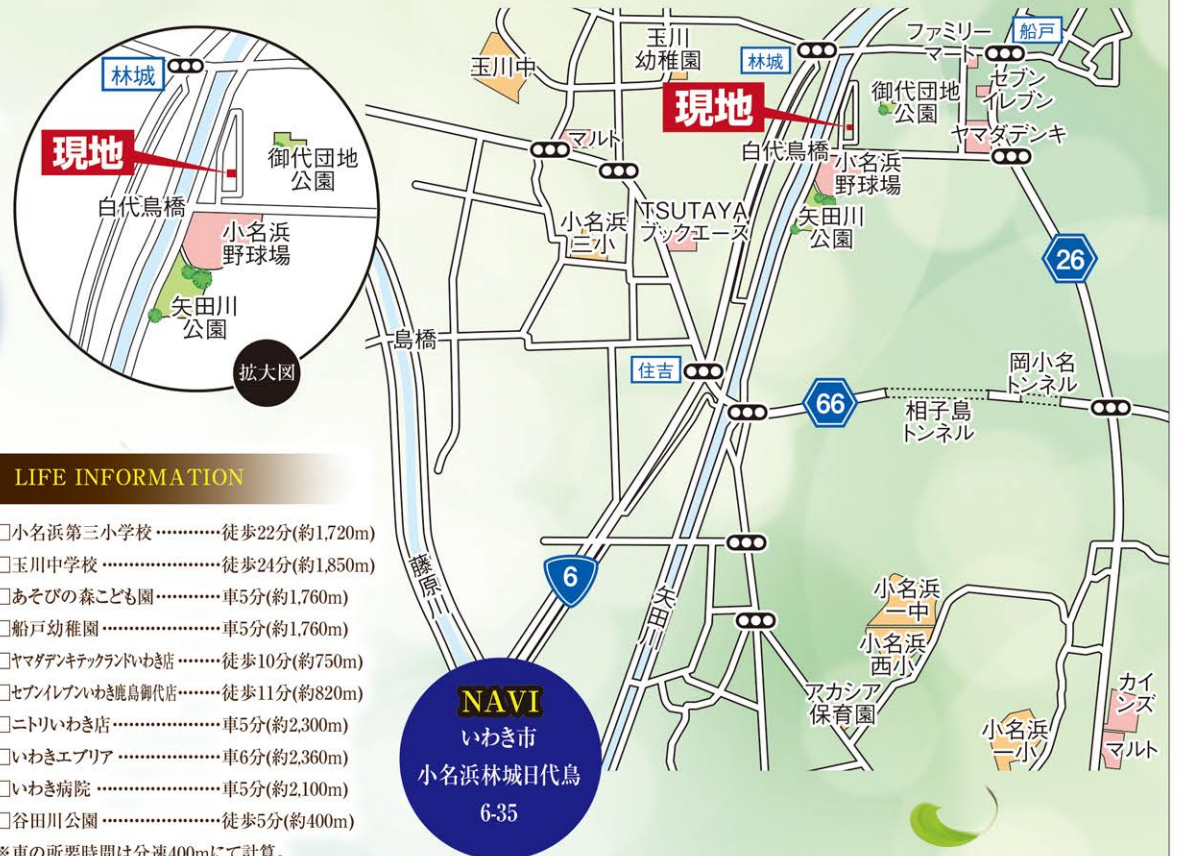 林城
現地
御代団地
公園
白代鳥橋
小名浜
野球場
矢田川
公園
拡大図
玉川中
玉川
幼稚園
林城
ファミリー
マート
船戸
セブン
イレブン
現地
御代団地
公園
マルト
ヤマダデンキ
白代鳥橋
小名浜
野球場
小名浜
三小
TSUTAYA
ブックエース
矢田川
公園
26
島橋
住吉
岡小名
トンネル
66
相子島
トンネル
藤原川
6
矢田川
小名浜
一中
小名浜
西小
アカシア
保育園
小名浜
一小
カイ
ンズ
マルト
LIFE INFORMATION
□小名浜第三小学校…………徒歩22分(約1,720m)
□玉川中学校…………………徒歩24分(約1,850m)
□あそびの森こども園…………車5分(約1,760m)
□船戸幼稚園…………………車5分(約1,760m)
□ヤマダデンキテックランドいわき店………徒歩10分(約750m)
□セブンイレブンいわき鹿島御代店………徒歩11分(約820m)
□ニトリいわき店…………………車5分(約2,300m)
□いわきエブリア…………………車6分(約2,360m)
□いわき病院……………………車5分(約2,100m)
□谷田川公園……………………徒歩5分(約400m)
※車の所要時間は分速400mにて計算。
NAVI
いわき市
小名浜林城日代鳥
6-35